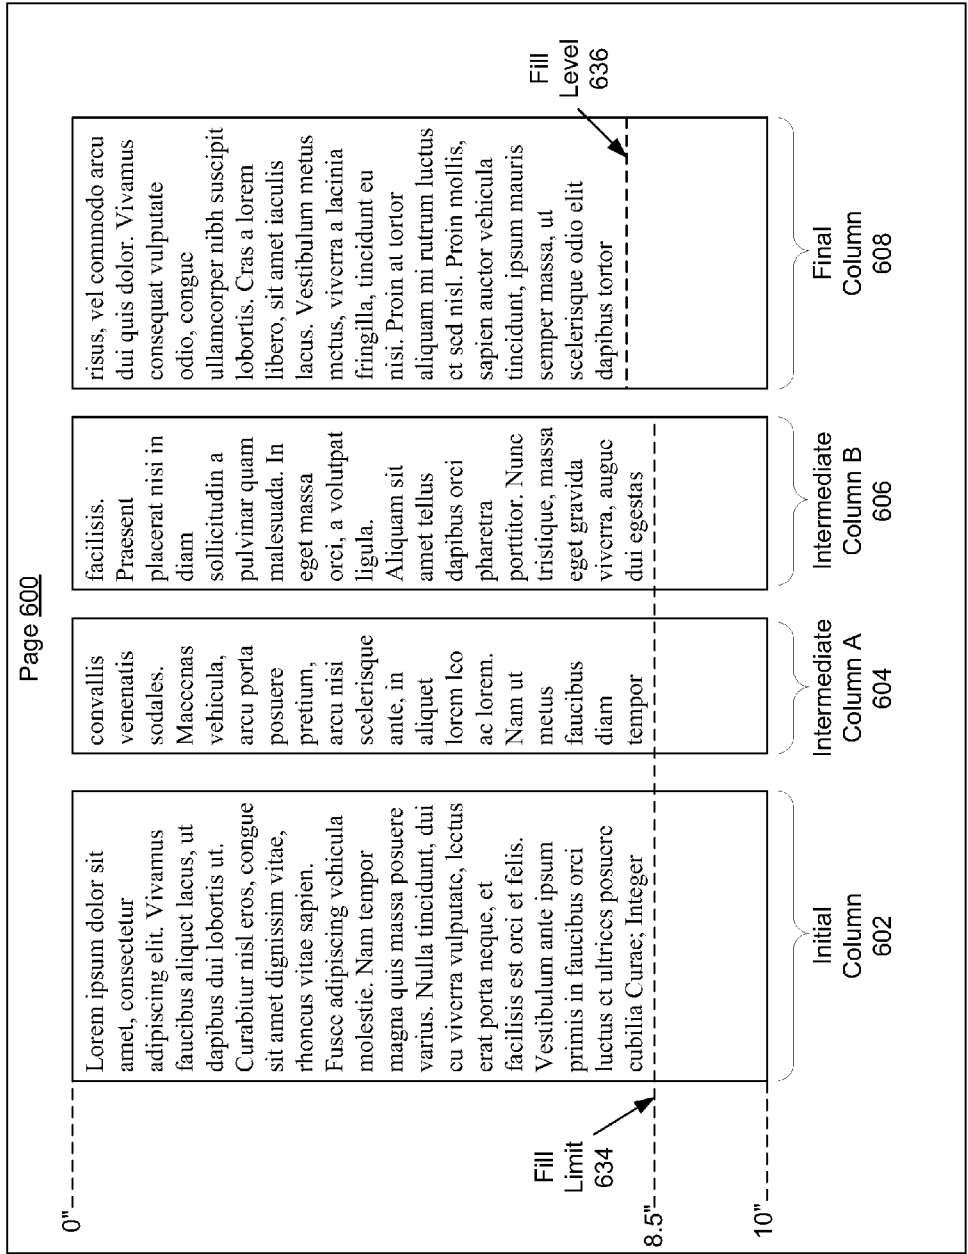 Page 600
0"
8.5"
10"
Fill
Limit
634
Lorem ipsum dolor sit
amet, consectetur
adipiscing elit. Vivamus
faucibus aliquet lacus, ut
dapibus dui lobortis ut.
Curabitur nisl eros, congue
sit amet dignissim vitae,
rhoncus vitae sapien.
Fusce adipiscing vehicula
molestie. Nam tempor
magna quis massa posuere
varius. Nulla tincidunt, dui
eu viverra vulputate, lectus
erat porta neque, et
facilisis est orci et felis.
Vestibulum ante ipsum
primis in faucibus orci
luctus et ultrices posuere
cubilia Curae; Integer
Initial
Column
602
convallis
venenatis
sodales.
Maecenas
vehicula,
arcu porta
posuere
pretium,
arcu nisi
scelerisque
ante, in
aliquet
lorem leo
ac lorem.
Nam ut
metus
faucibus
diam
tempor
Intermediate
Column A
604
facilisis.
Praesent
placerat nisi in
diam
sollicitudin a
pulvinar quam
malesuada. In
eget massa
orci, a volutpat
ligula.
Aliquam sit
amet tellus
dapibus orci
pharetra
porttitor. Nunc
tristique, massa
eget gravida
viverra, augue
dui egestas
Intermediate
Column B
606
risus, vel commodo arcu
dui quis dolor. Vivamus
consequat vulputate
odio, congue
ullamcorper nibh suscipit
lobortis. Cras a lorem
libero, sit amet iaculis
lacus. Vestibulum metus
metus, viverra a lacinia
fringilla, tincidunt eu
nisi. Proin at tortor
aliquam mi rutrum luctus
et sed nisl. Proin mollis,
sapien auctor vehicula
tincidunt, ipsum mauris
semper massa, ut
scelerisque odio elit
dapibus tortor
Final
Column
608
Fill
Level
636